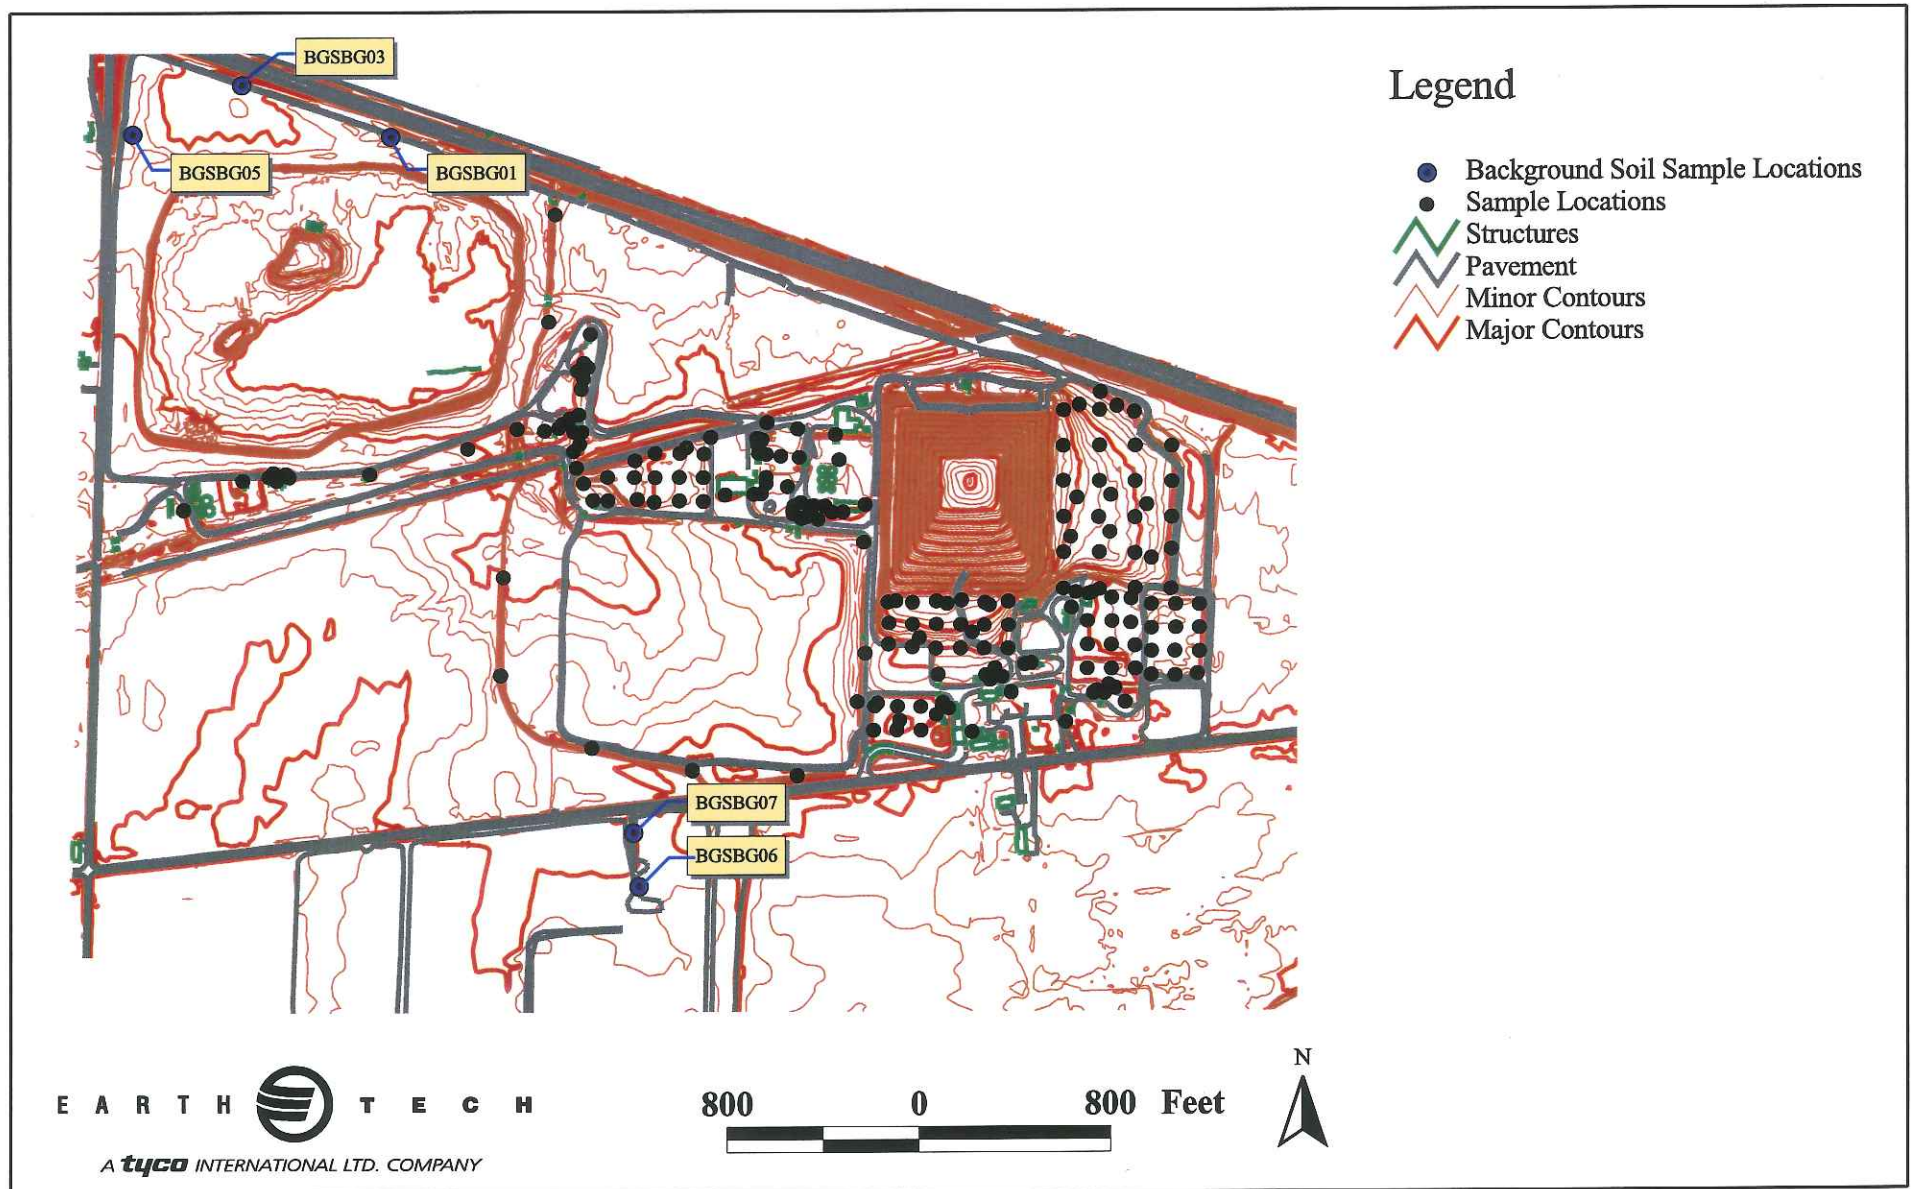 BGSBG03
BGSBG05
BGSBG01
Legend
Background Soil Sample Locations
Sample Locations
Structures
Pavement
Minor Contours
Major Contours
BGSBG07
BGSBG06
EARTH TECH
A tyco INTERNATIONAL LTD. COMPANY
800 0 800 Feet
N